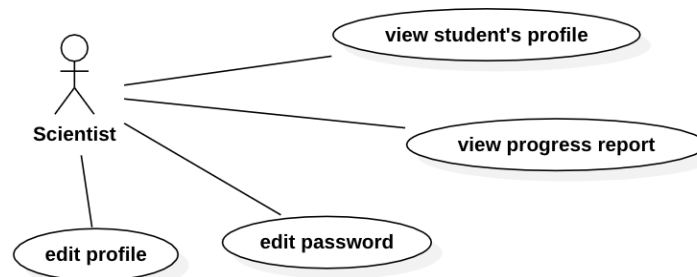 view student's profile
Scientist
view progress report
edit password
edit profile